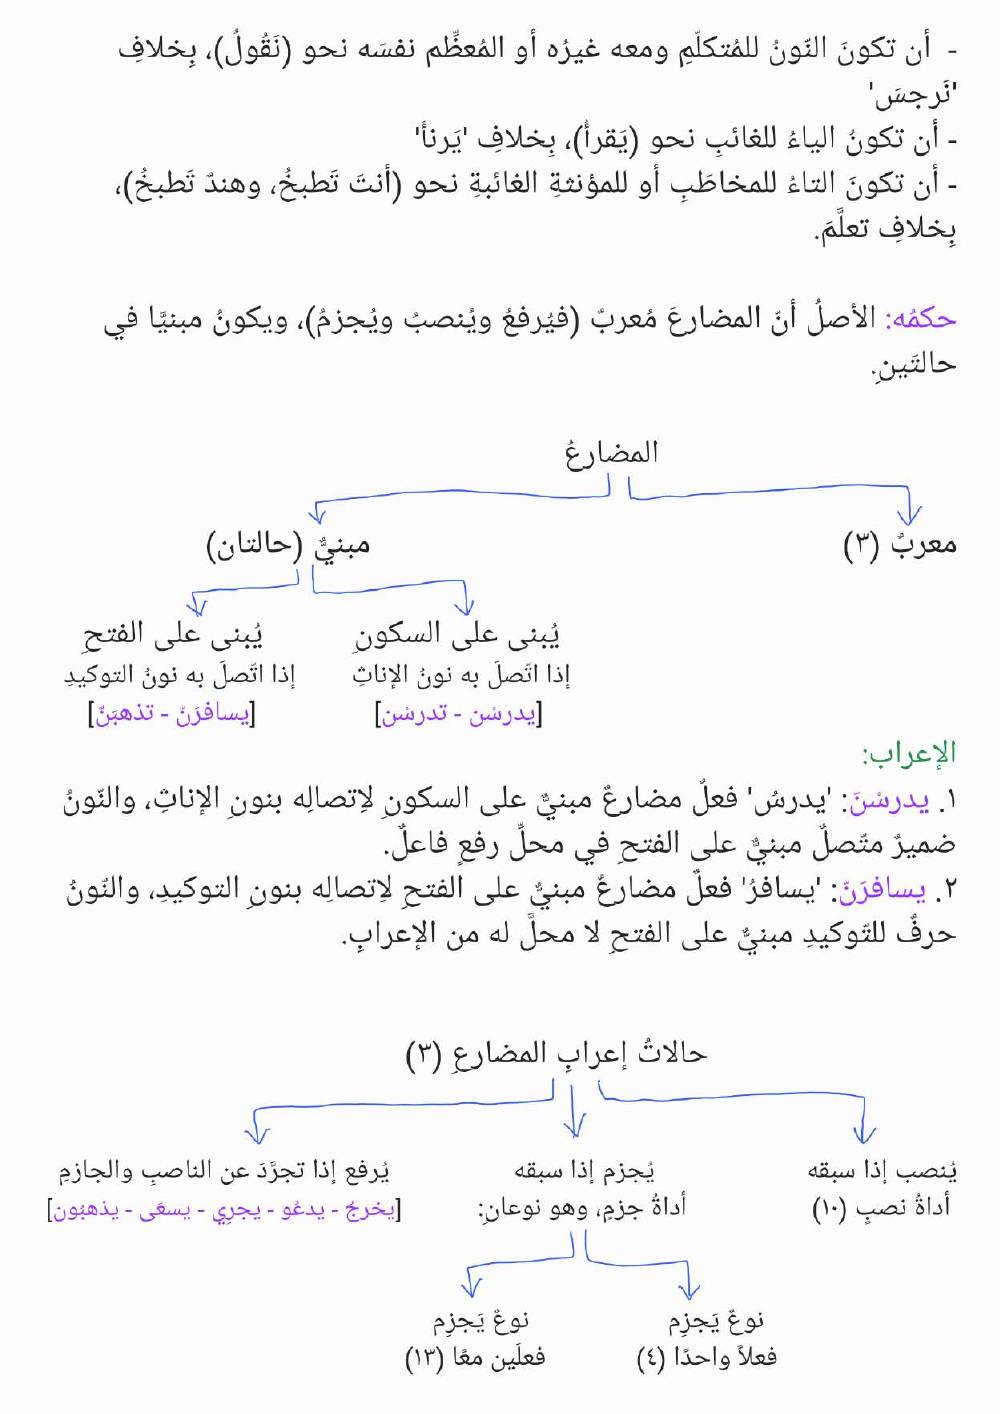 - أن تكونَ النّونُ للمُتكلّمِ ومعه غيرُه أو المُعظِّم نفسَه نحو (نَقُولُ)، بِخلافِ
'نَرجسَ'
- أن تكونُ الياءُ للغائبِ نحو (يَقرأُ)، بِخلافِ 'يَرنأَ'
- أن تكونَ التاءُ للمخاطَبِ أو للمؤنثةِ الغائبةِ نحو (أنتَ تَطبخُ، وهندٌ تَطبخُ)،
بِخلافِ تعلَّمَ.
حكمُه: الأصلُ أنّ المضارعَ مُعربٌ (فيُرفعُ ويُنصبُ ويُجزمُ)، ويكونُ مبنيًّا في
حالتَينِ.
المضارعُ
معربٌ (٣)
مبنيٌّ (حالتان)
يُبنى على السكونِ
إذا اتّصلَ به نونُ الإناثِ
[يدرسْن - تدرسْن]
يُبنى على الفتحِ
إذا اتّصلَ به نونُ التوكيدِ
[يسافرَنّ - تذهبَنّ]
الإعراب:
١. يدرسْنَ: 'يدرسُ' فعلٌ مضارعٌ مبنيٌّ على السكونِ لِاتصالِه بنونِ الإناثِ، والنّونُ
ضميرٌ متّصلٌ مبنيٌّ على الفتحِ في محلِّ رفعٍ فاعلٌ.
٢. يسافرَنّ: 'يسافرُ' فعلٌ مضارعٌ مبنيٌّ على الفتحِ لِاتصالِه بنونِ التوكيدِ، والنّونُ
حرفٌ للتّوكيدِ مبنيٌّ على الفتحِ لا محلَّ له من الإعرابِ.
حالاتُ إعرابِ المضارعِ (٣)
يُنصب إذا سبقه
أداةُ نصبٍ (١٠)
يُجزم إذا سبقه
أداةُ جزمٍ، وهو نوعانِ:
يُرفع إذا تجرَّدَ عن الناصبِ والجازمِ
[يخرجُ - يدعُو - يجرِي - يسعَى - يذهبُون]
نوعٌ يَجزِم
فعلاً واحدًا (٤)
نوعٌ يَجزِم
فعلَين معًا (١٣)